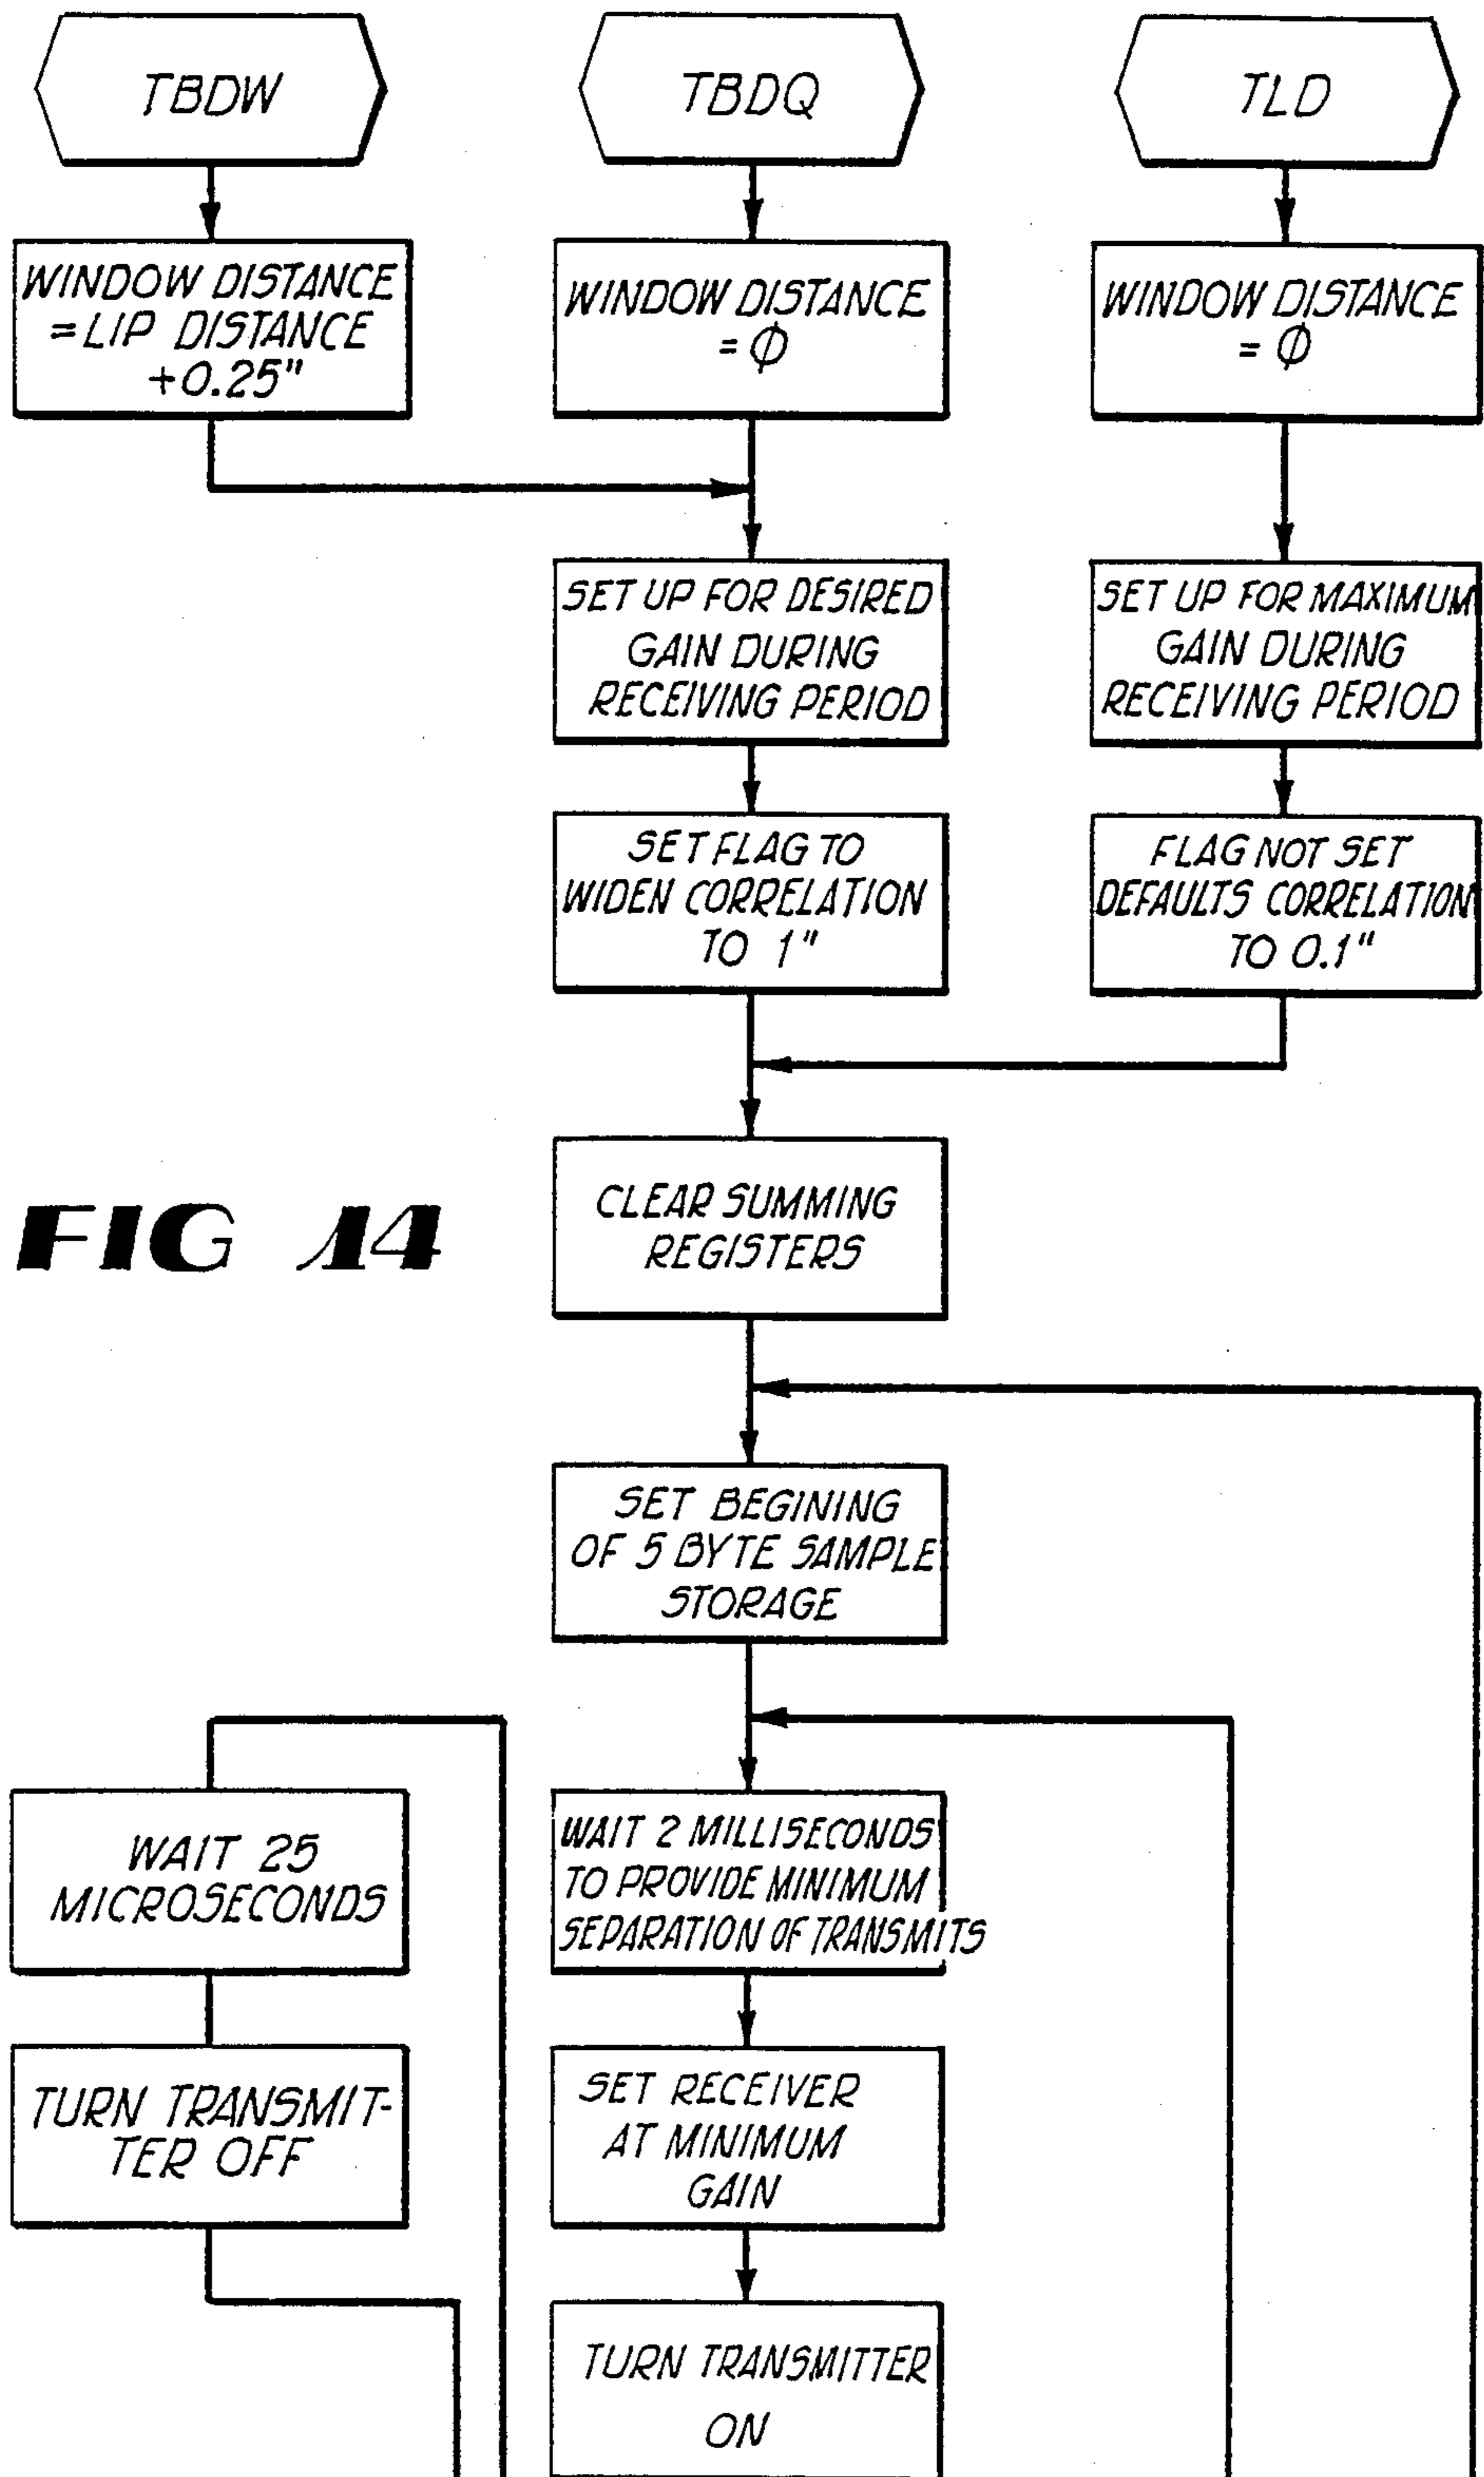 TBDW
TBDQ
TLD
WINDOW DISTANCE
=LIP DISTANCE
+0.25"
WINDOW DISTANCE
= ϕ
WINDOW DISTANCE
= ϕ
SET UP FOR DESIRED
GAIN DURING
RECEIVING PERIOD
SET UP FOR MAXIMUM
GAIN DURING
RECEIVING PERIOD
SET FLAG TO
WIDEN CORRELATION
TO 1"
FLAG NOT SET
DEFAULTS CORRELATION
TO 0.1"
FIG 14
CLEAR SUMMING
REGISTERS
SET BEGINING
OF 5 BYTE SAMPLE
STORAGE
WAIT 25
MICROSECONDS
WAIT 2 MILLISECONDS
TO PROVIDE MINIMUM
SEPARATION OF TRANSMITS
TURN TRANSMIT-
TER OFF
SET RECEIVER
AT MINIMUM
GAIN
TURN TRANSMITTER
ON